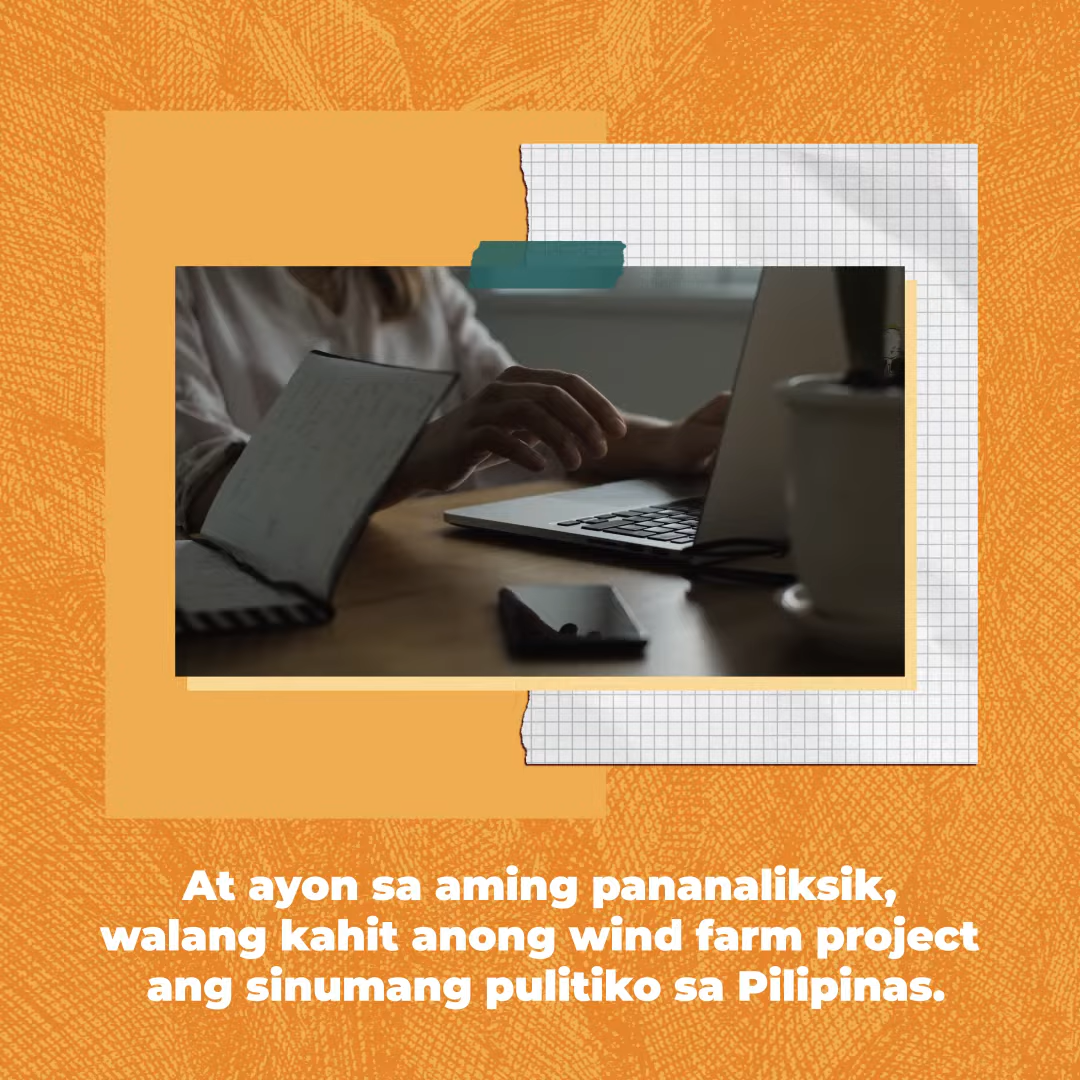 At ayon sa aming pananaliksik,
walang kahit anong wind farm project
ang sinumang pulitiko sa Pilipinas.